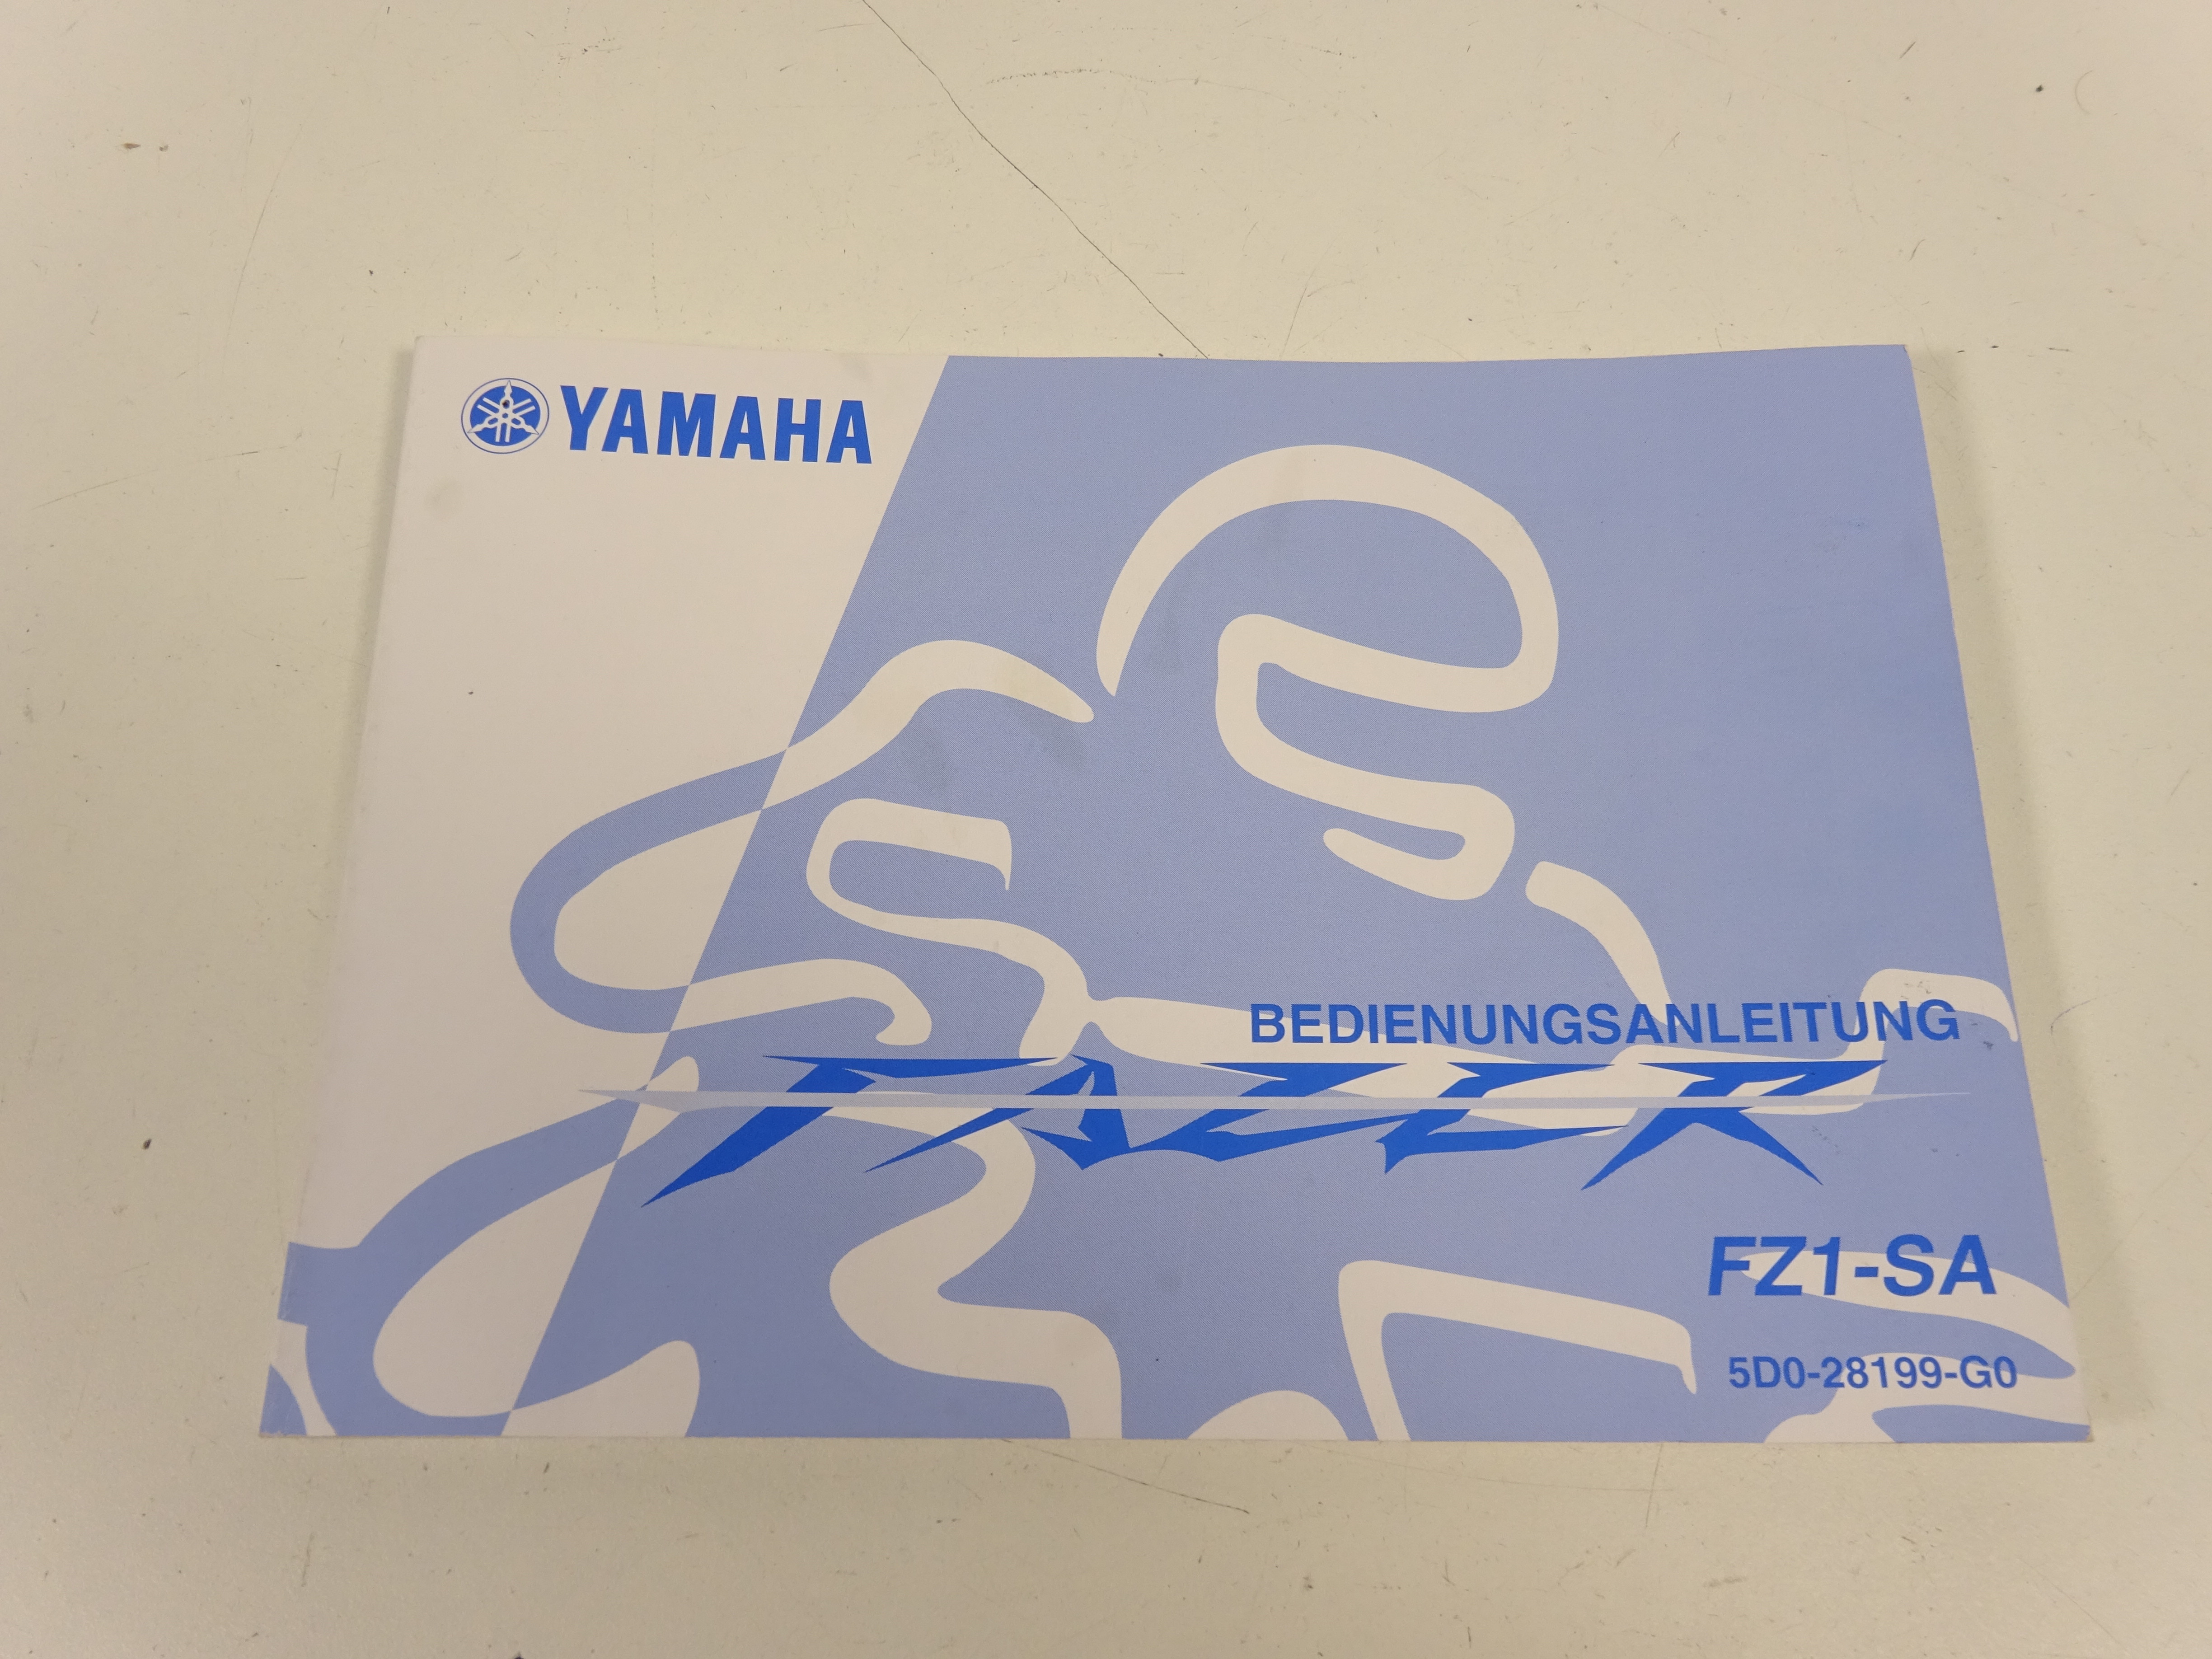 YAMAHA
BEDIENUNGSANLEITUNG
FAZER
FZ1-SA
5D0-28199-G0